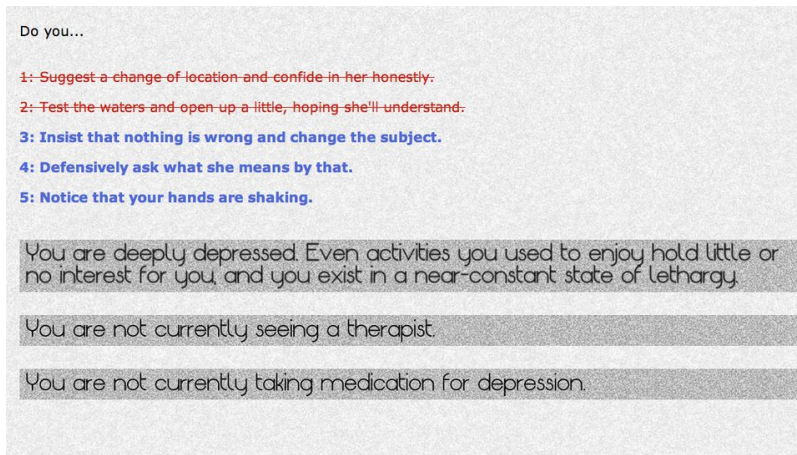 Do you...
1: Suggest a change of location and confide in her honestly.
2: Test the waters and open up a little, hoping she'll understand.
3: Insist that nothing is wrong and change the subject.
4: Defensively ask what she means by that.
5: Notice that your hands are shaking.
You are deeply depressed. Even activities you used to enjoy hold little or
no interest for you, and you exist in a near-constant state of lethargy.
You are not currently seeing a therapist.
You are not currently taking medication for depression.